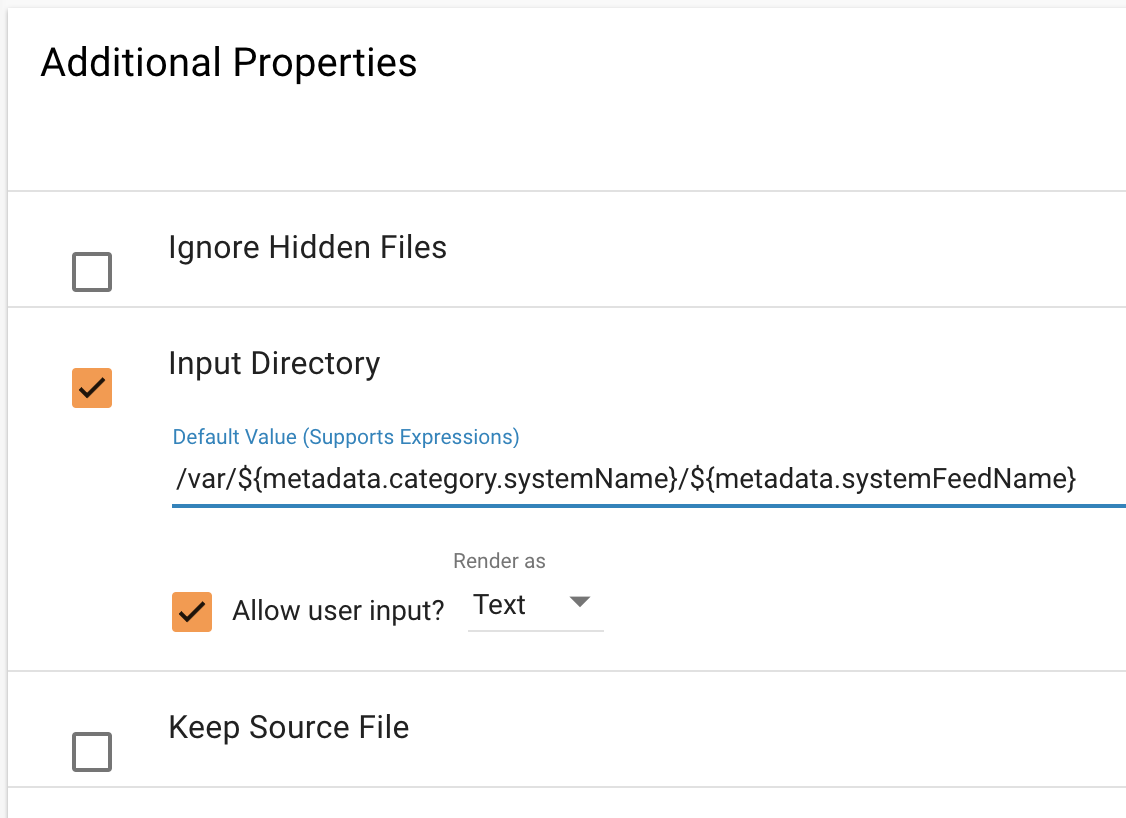 Additional Properties
Ignore Hidden Files
Input Directory
Default Value (Supports Expressions)
/var/${metadata.category.systemName}/${metadata.systemFeedName}
Render as
Allow user input? Text
Keep Source File